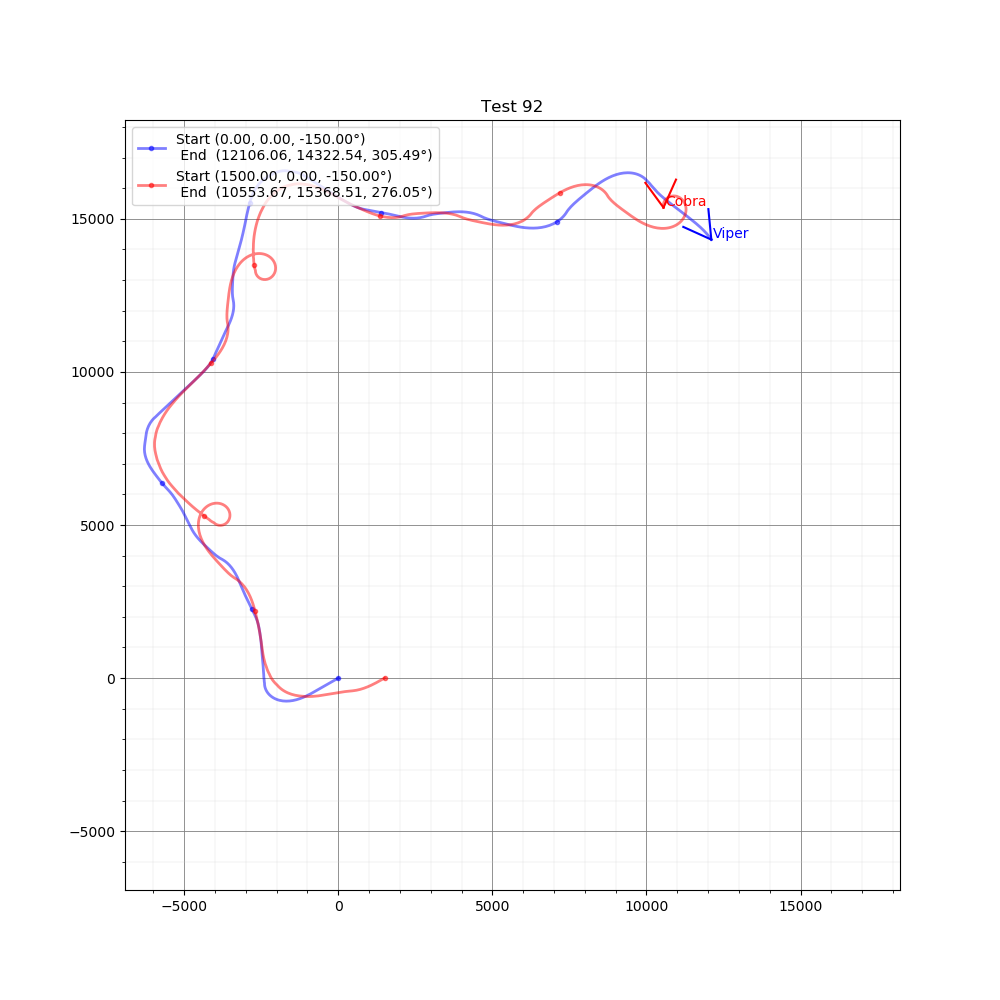 Test 92
Start (0.00, 0.00, -150.00°)
End  (12106.06, 14322.54, 305.49°)
Start (1500.00, 0.00, -150.00°)
End  (10553.67, 15368.51, 276.05°)
Cobra
Viper
15000
10000
5000
0
−5000
−5000
0
5000
10000
15000